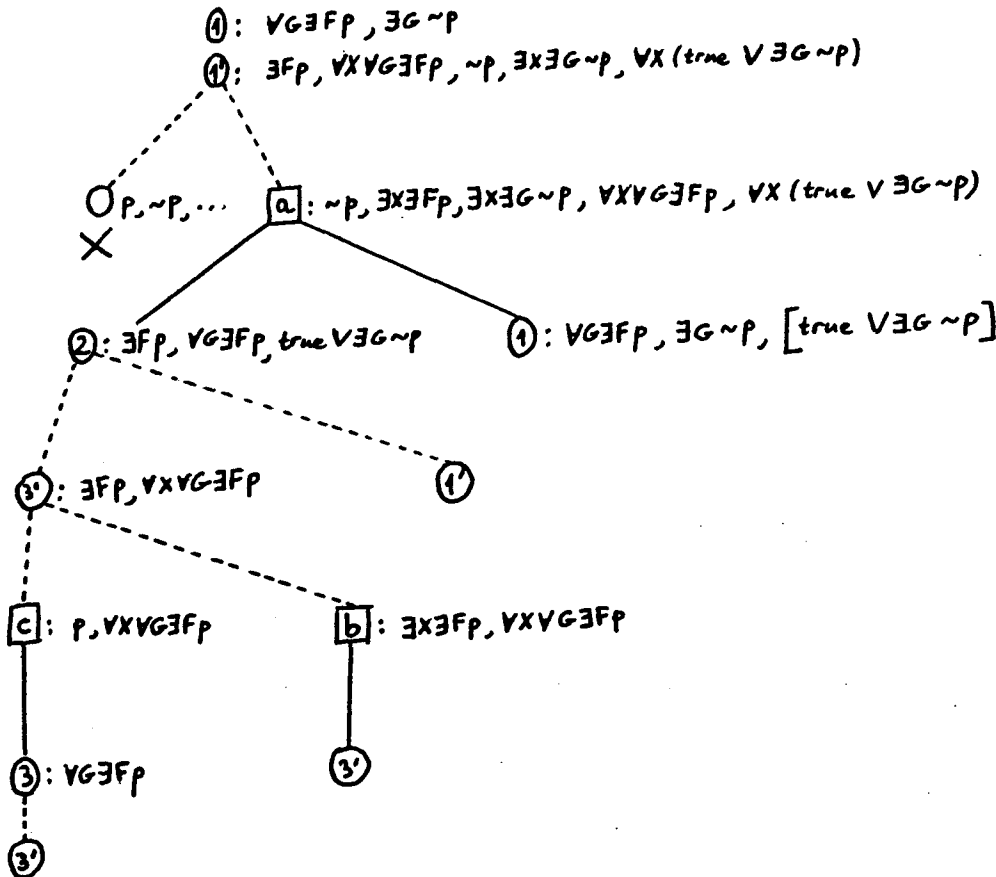 ①: ∀G∃Fp, ∃G~p
①': ∃Fp, ∀X∀G∃Fp, ~p, ∃X∃G~p, ∀X(true ∨ ∃G~p)
p,~p,...
a: ~p, ∃X∃Fp, ∃X∃G~p, ∀X∀G∃Fp, ∀X(true ∨ ∃G~p)
②: ∃Fp, ∀G∃Fp, true ∨ ∃G~p
①: ∀G∃Fp, ∃G~p, [true ∨ ∃G~p]
3': ∃Fp, ∀X∀G∃Fp
1'
c: p, ∀X∀G∃Fp
b: ∃X∃Fp, ∀X∀G∃Fp
③: ∀G∃Fp
3'
3'